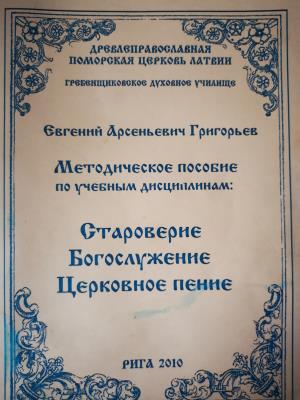 Древлеправославная
Поморская Церковь Латвии
Гребенщиковское духовное училище
Евгений Арсеньевич Григорьев
Методическое пособие
по учебным дисциплинам:
Староверие
Богослужение
Церковное пение
Рига 2010